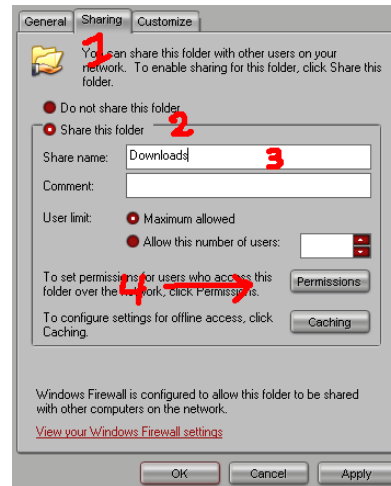 General Sharing Customize
1
You can share this folder with other users on your
network. To enable sharing for this folder, click Share this
folder.
Do not share this folder
Share this folder 2
Share name: Downloads 3
Comment:
User limit: Maximum allowed
Allow this number of users:
To set permissions for users who access this
folder over the network, click Permissions.
4
Permissions
To configure settings for offline access, click
Caching.
Caching
Windows Firewall is configured to allow this folder to be shared
with other computers on the network.
View your Windows Firewall settings
OK Cancel Apply